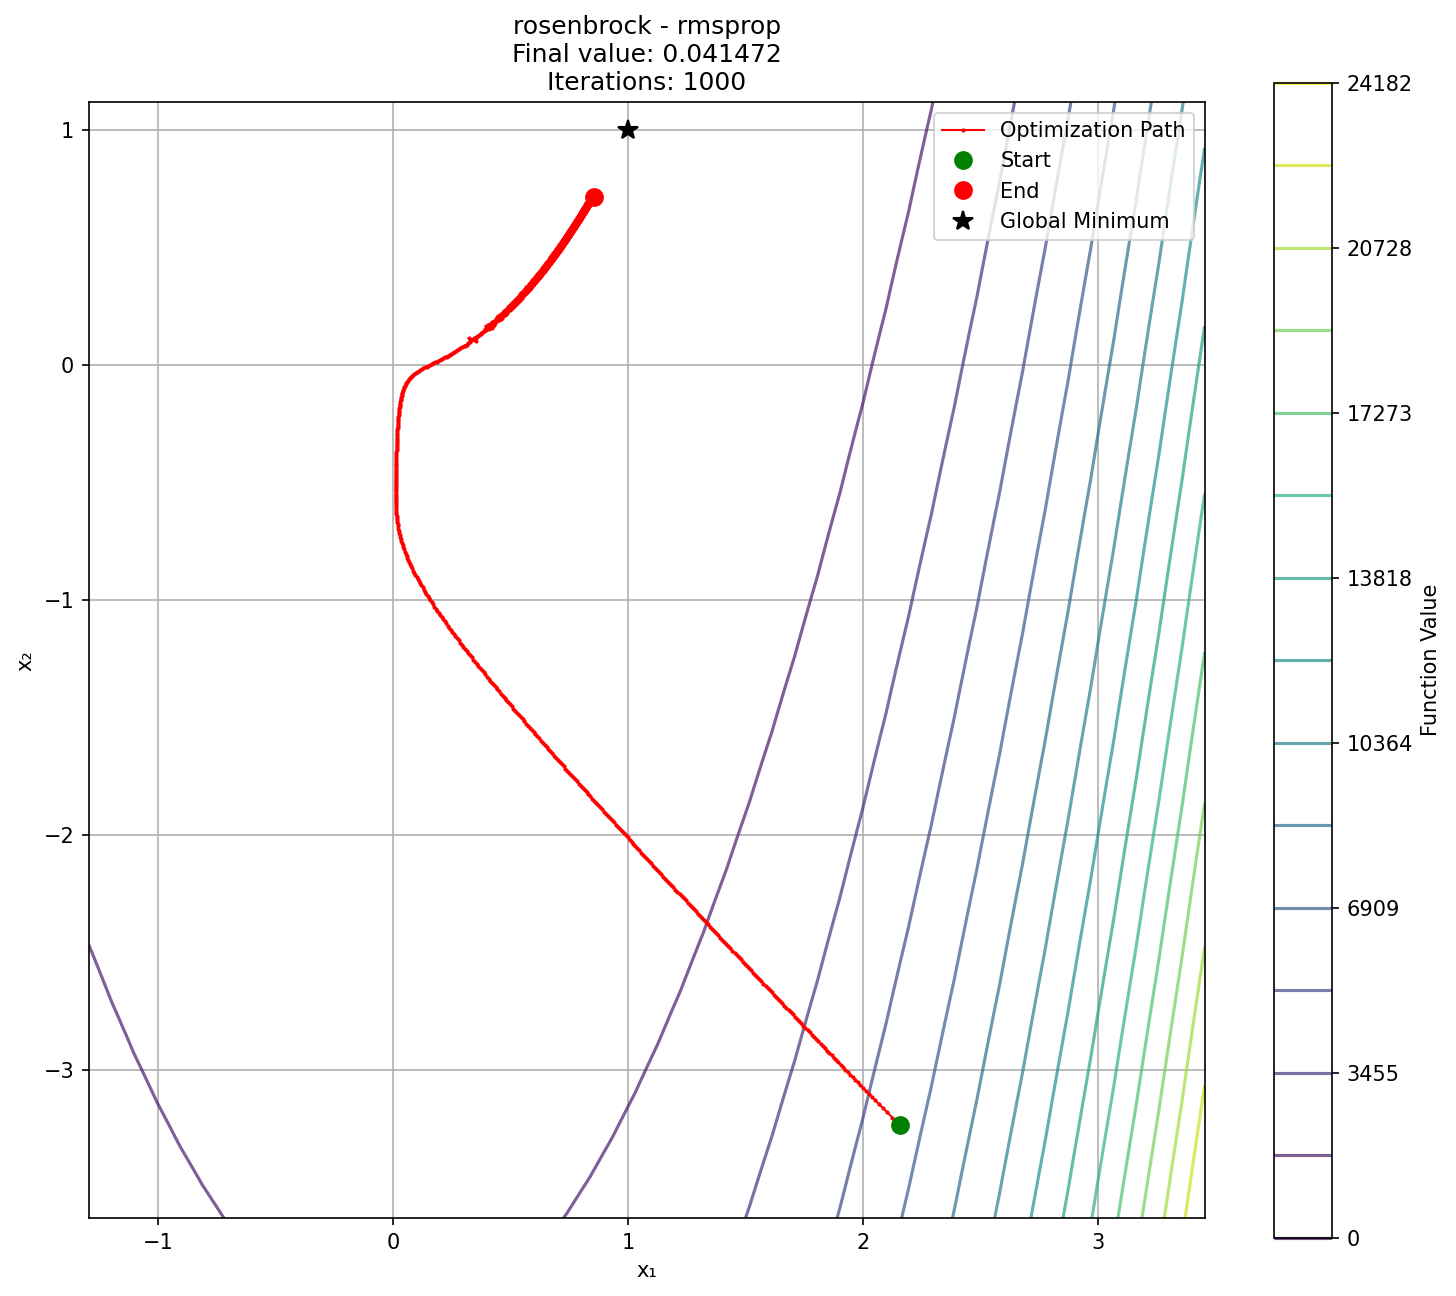 rosenbrock - rmsprop
Final value: 0.041472
Iterations: 1000
Optimization Path
Start
End
Global Minimum
1
0
−1
−2
−3
x₂
−1
0
1
2
3
x₁
24182
20728
17273
13818
10364
6909
3455
0
Function Value